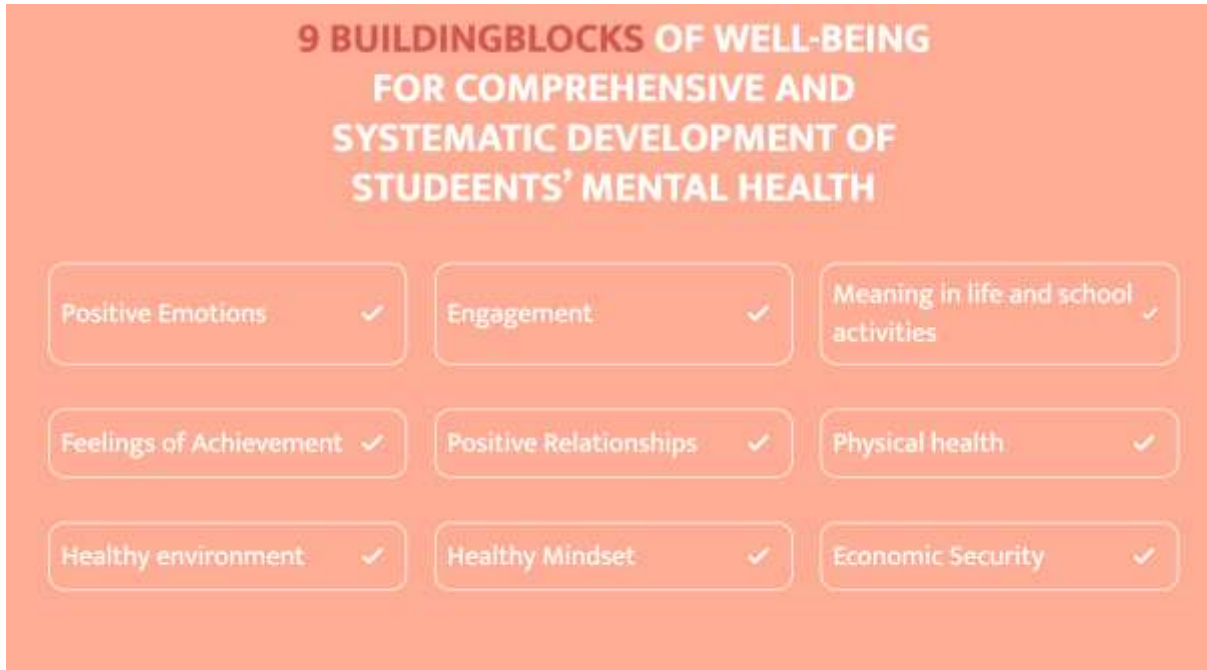 9 BUILDINGBLOCKS OF WELL-BEING
FOR COMPREHENSIVE AND
SYSTEMATIC DEVELOPMENT OF
STUDEENTS’ MENTAL HEALTH
Positive Emotions
Engagement
Meaning in life and school
activities
Feelings of Achievement
Positive Relationships
Physical health
Healthy environment
Healthy Mindset
Economic Security